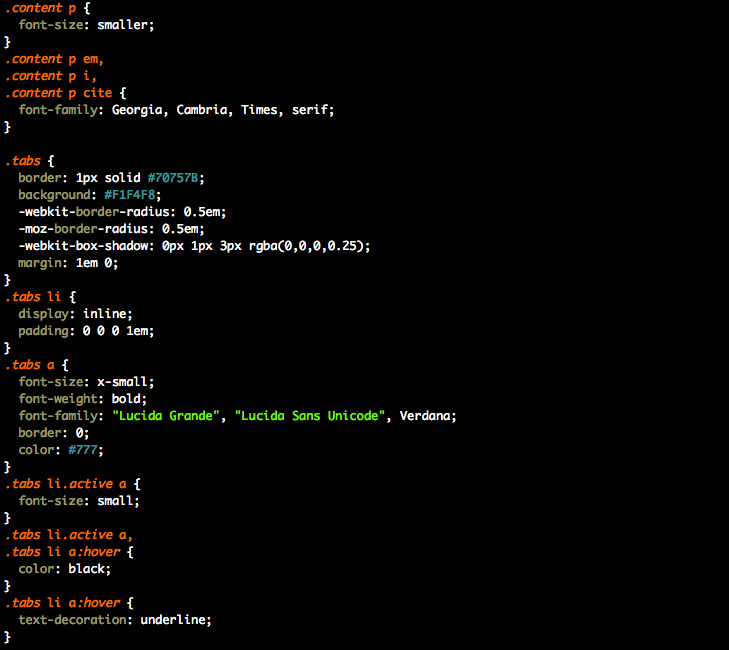 .content p {
  font-size: smaller;
}
.content p em,
.content p i,
.content p cite {
  font-family: Georgia, Cambria, Times, serif;
}

.tabs {
  border: 1px solid #70757B;
  background: #F1F4F8;
  -webkit-border-radius: 0.5em;
  -moz-border-radius: 0.5em;
  -webkit-box-shadow: 0px 1px 3px rgba(0,0,0,0.25);
  margin: 1em 0;
}
.tabs li {
  display: inline;
  padding: 0 0 0 1em;
}
.tabs a {
  font-size: x-small;
  font-weight: bold;
  font-family: "Lucida Grande", "Lucida Sans Unicode", Verdana;
  border: 0;
  color: #777;
}
.tabs li.active a {
  font-size: small;
}
.tabs li.active a,
.tabs li a:hover {
  color: black;
}
.tabs li a:hover {
  text-decoration: underline;
}